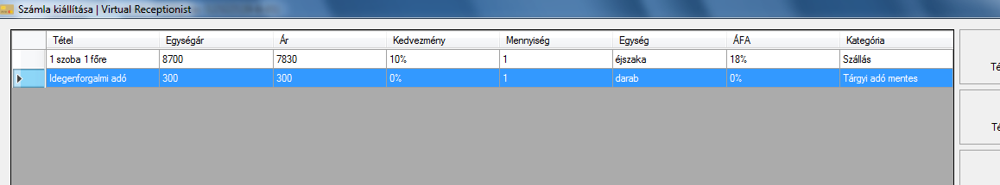 Számla kiállítása | Virtual Receptionist
Tétel Egységár Ár Kedvezmény Mennyiség Egység ÁFA Kategória
1 szoba 1 főre 8700 7830 10% 1 éjszaka 18% Szállás
Idegenforgalmi adó 300 300 0% 1 darab 0% Tárgyi adó mentes
Té
Té